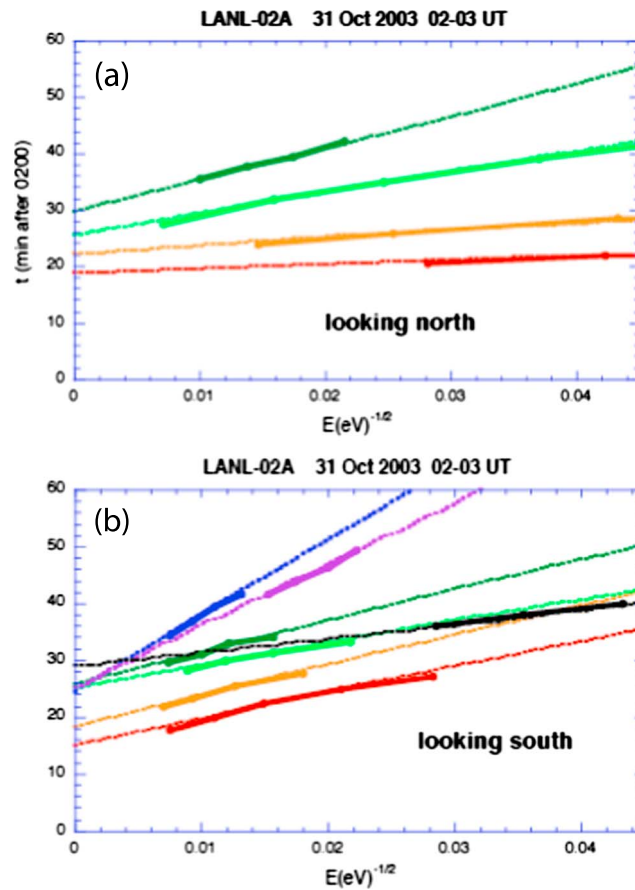 LANL-02A 31 Oct 2003 02-03 UT
(a)
t (min after 0200)
60
50
40
30
20
10
0
looking north
0 0.01 0.02 0.03 0.04
E(eV)^-1/2
LANL-02A 31 Oct 2003 02-03 UT
(b)
60
50
40
30
20
10
0
looking south
0 0.01 0.02 0.03 0.04
E(eV)^-1/2